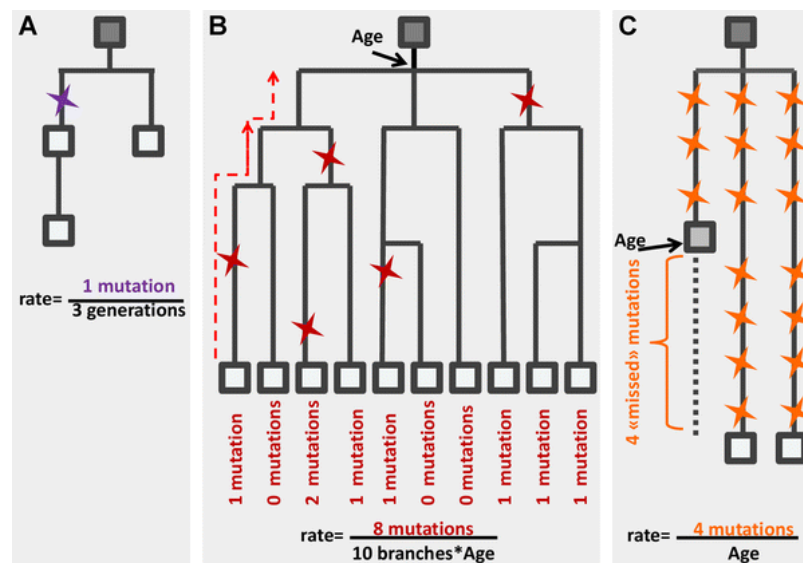 A
1 mutation
rate=
3 generations
B
Age
1 mutation
0 mutations
2 mutations
1 mutation
1 mutation
0 mutations
0 mutations
1 mutation
1 mutation
1 mutation
8 mutations
rate=
10 branches*Age
C
Age
4 «missed» mutations
4 mutations
rate=
Age